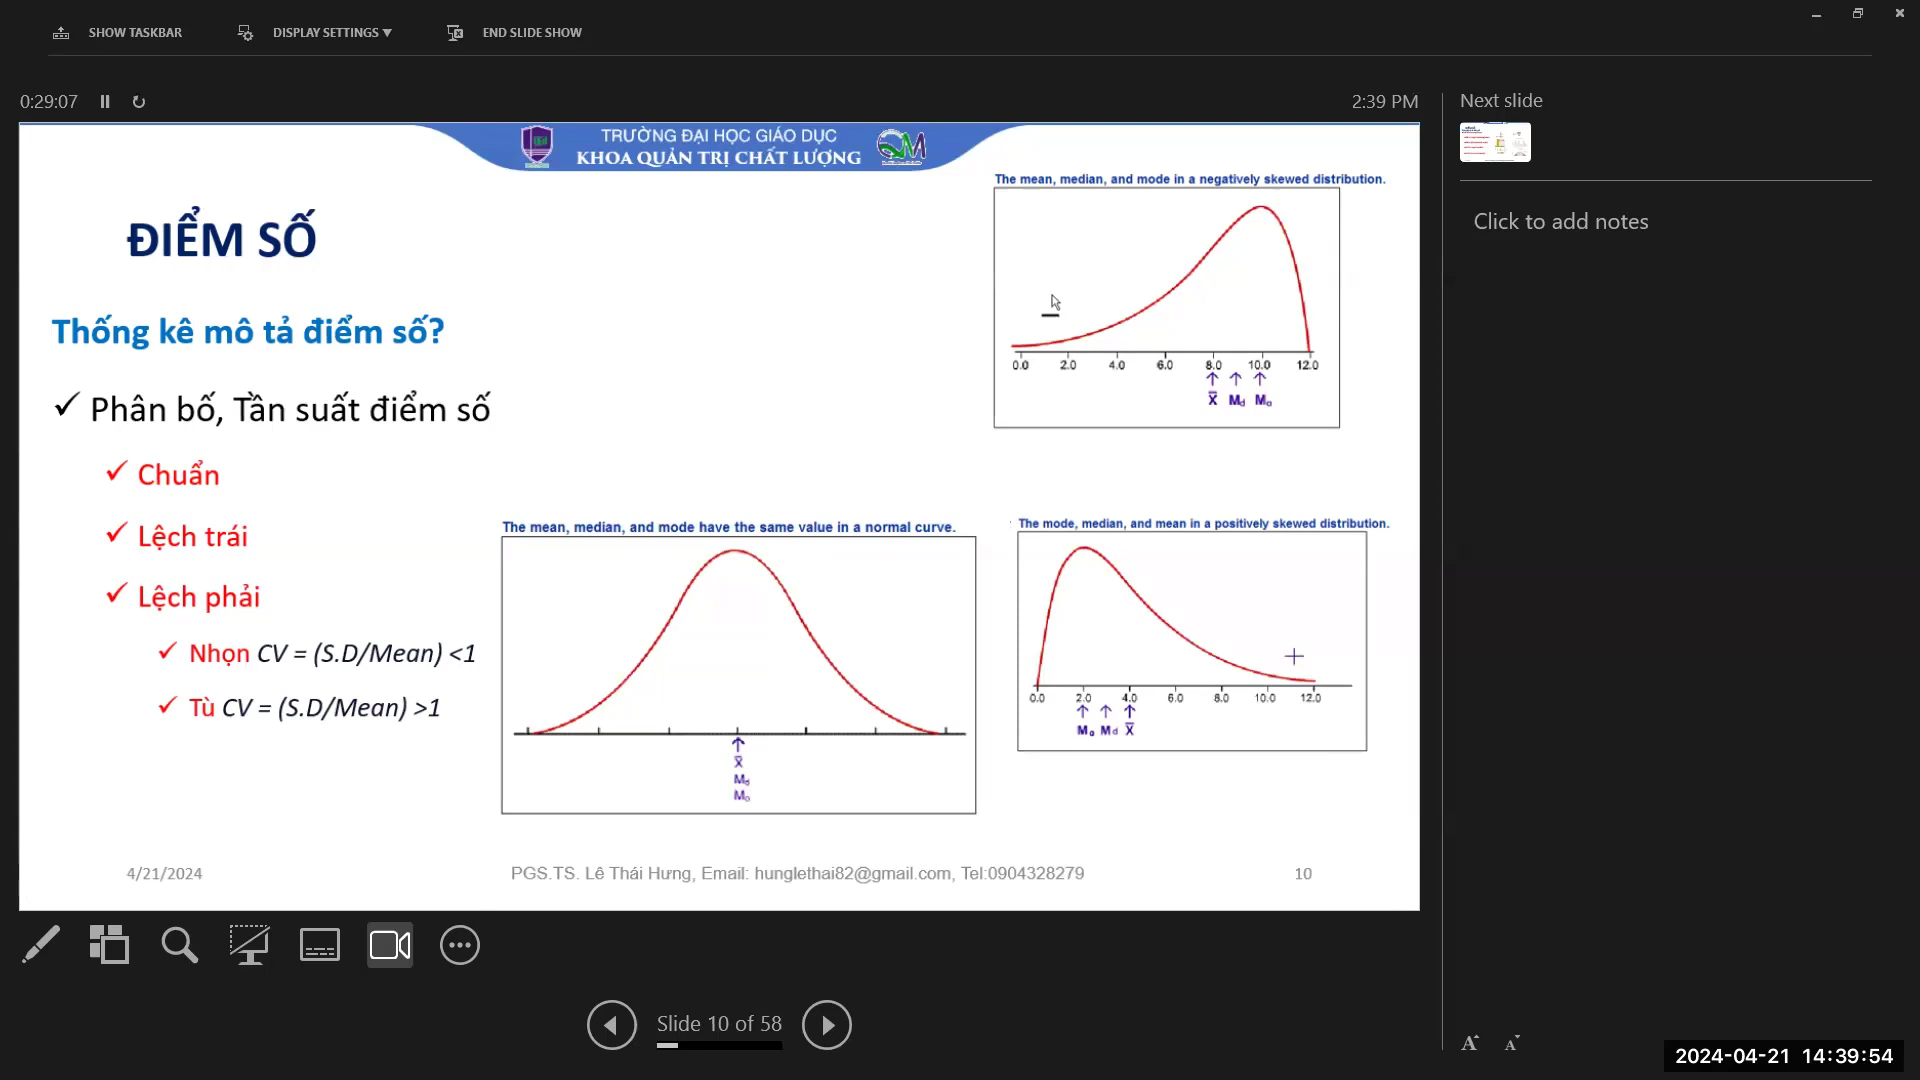 SHOW TASKBAR
DISPLAY SETTINGS ▼
END SLIDE SHOW
0:29:07
2:39 PM
TRƯỜNG ĐẠI HỌC GIÁO DỤC
KHOA QUẢN TRỊ CHẤT LƯỢNG
ĐIỂM SỐ
Thống kê mô tả điểm số?
✓ Phân bố, Tần suất điểm số
✓ Chuẩn
✓ Lệch trái
✓ Lệch phải
✓ Nhọn CV = (S.D/Mean) <1
✓ Tù CV = (S.D/Mean) >1
The mean, median, and mode in a negatively skewed distribution.
0.0 2.0 4.0 6.0 8.0 10.0 12.0
X̅ Md Mo
The mean, median, and mode have the same value in a normal curve.
X̅
Md
Mo
The mode, median, and mean in a positively skewed distribution.
0.0 2.0 4.0 6.0 8.0 10.0 12.0
Mo Md X̅
4/21/2024
PGS.TS. Lê Thái Hưng, Email: hunglethai82@gmail.com, Tel:0904328279
10
Slide 10 of 58
Next slide
Click to add notes
2024-04-21 14:39:54